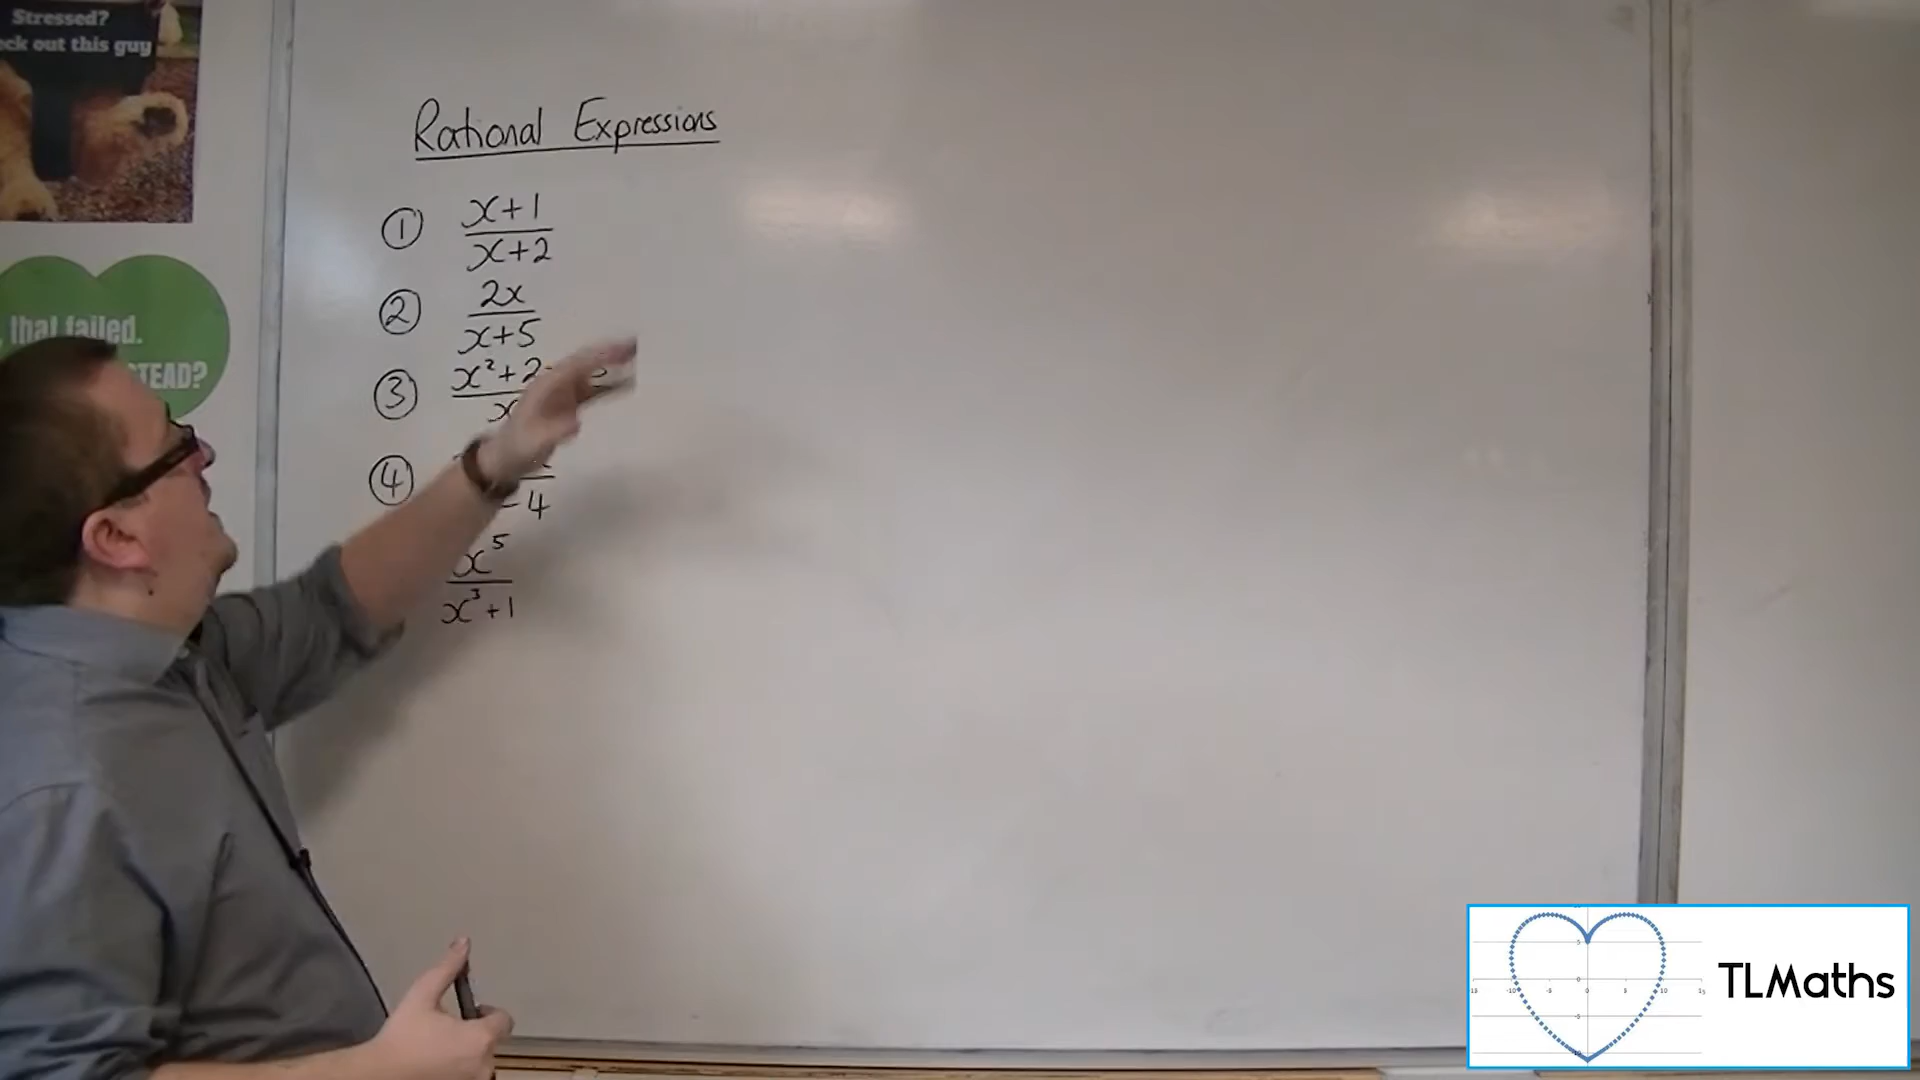 Stressed?
ck out this guy
Rational Expressions
① x+1
x+2
② 2x
x+5
that failed.
TEAD?
③ x²+2
x
④
-4
x⁵
x³+1
TLMaths